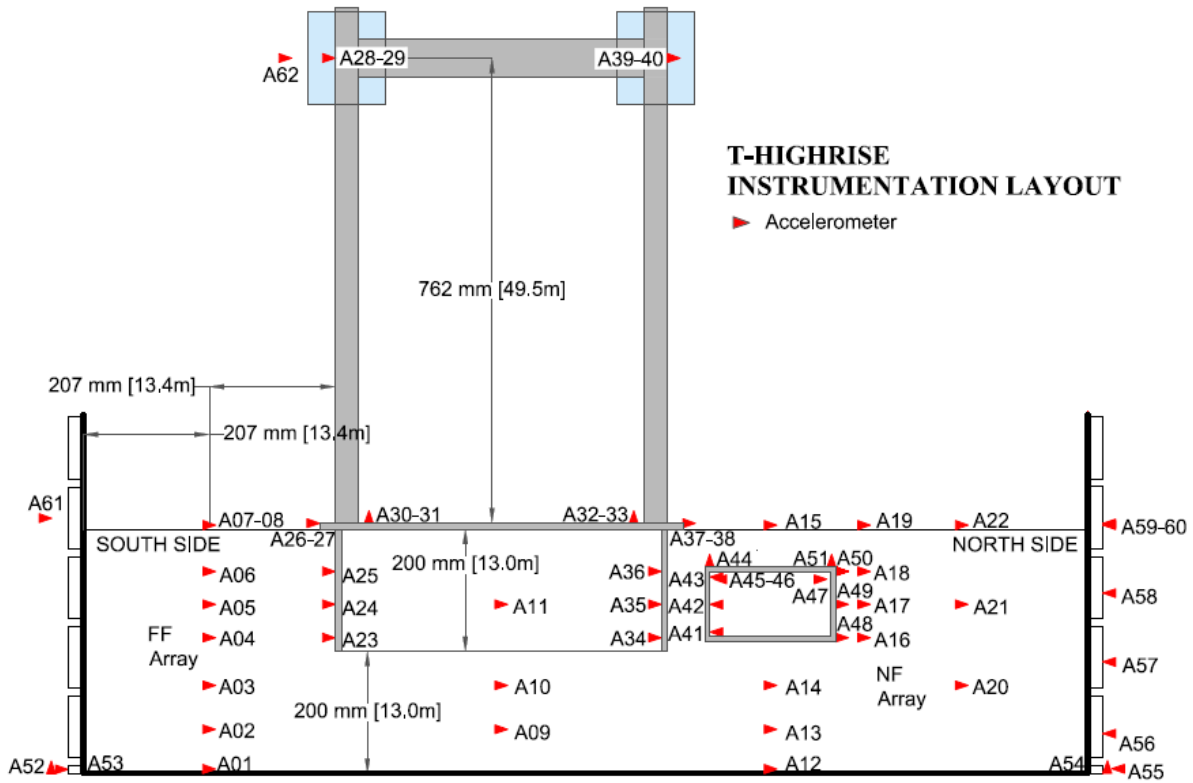 A28-29
A39-40
A62
T-HIGHRISE
INSTRUMENTATION LAYOUT
Accelerometer
762 mm [49.5m]
207 mm [13.4m]
207 mm [13.4m]
A61
A07-08
A30-31
A32-33
A15
A19
A22
A59-60
SOUTH SIDE
A26-27
A37-38
NORTH SIDE
200 mm [13.0m]
A44
A51
A50
A06
A25
A36
A43
A45-46
A47
A18
A05
A24
A11
A35
A42
A49
A17
A21
A58
FF
Array
A04
A23
A34
A41
A48
A16
A57
A03
A10
A14
NF
Array
A20
200 mm [13.0m]
A02
A09
A13
A56
A52
A53
A01
A12
A54
A55